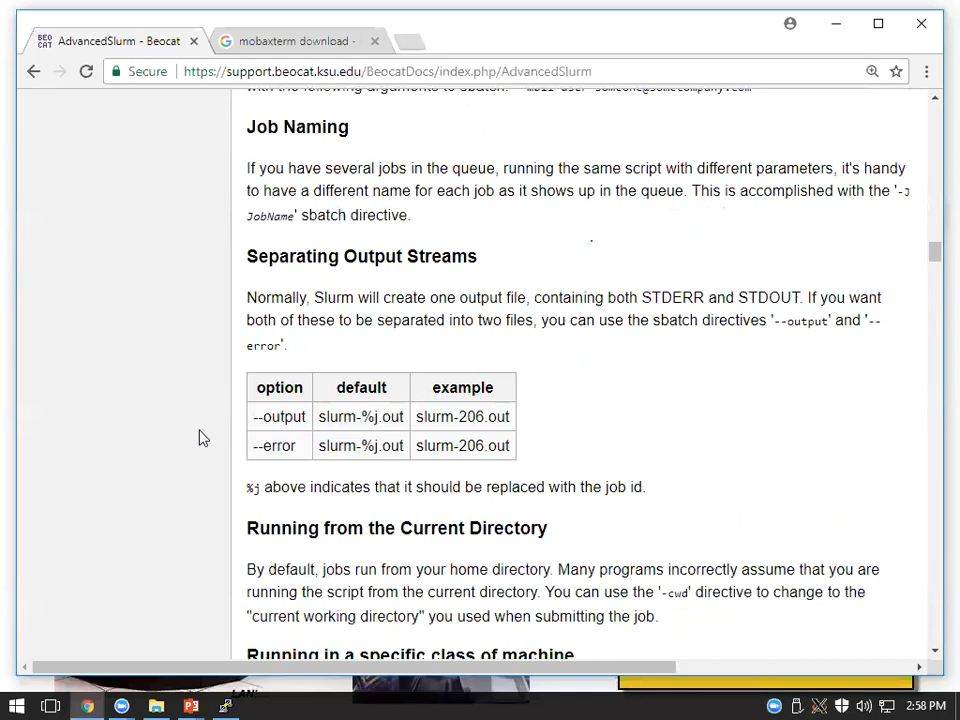 BEO CAT
AdvancedSlurm - Beocat
mobaxterm download -
Secure
https://support.beocat.ksu.edu/BeocatDocs/index.php/AdvancedSlurm
with the following arguments to sbatch:
Job Naming
If you have several jobs in the queue, running the same script with different parameters, it's handy
to have a different name for each job as it shows up in the queue. This is accomplished with the '-J
JobName' sbatch directive.
Separating Output Streams
Normally, Slurm will create one output file, containing both STDERR and STDOUT. If you want
both of these to be separated into two files, you can use the sbatch directives '--output' and '--
error'.
option default example
--output slurm-%j.out slurm-206.out
--error slurm-%j.out slurm-206.out
%j above indicates that it should be replaced with the job id.
Running from the Current Directory
By default, jobs run from your home directory. Many programs incorrectly assume that you are
running the script from the current directory. You can use the '-cwd' directive to change to the
"current working directory" you used when submitting the job.
Running in a specific class of machine
2:58 PM